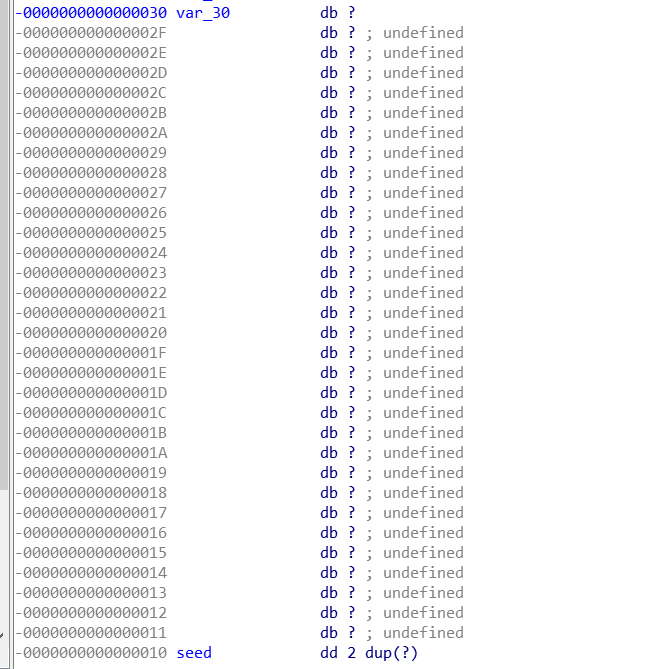 -0000000000000030 var_30 db ?
-000000000000002F db ? ; undefined
-000000000000002E db ? ; undefined
-000000000000002D db ? ; undefined
-000000000000002C db ? ; undefined
-000000000000002B db ? ; undefined
-000000000000002A db ? ; undefined
-0000000000000029 db ? ; undefined
-0000000000000028 db ? ; undefined
-0000000000000027 db ? ; undefined
-0000000000000026 db ? ; undefined
-0000000000000025 db ? ; undefined
-0000000000000024 db ? ; undefined
-0000000000000023 db ? ; undefined
-0000000000000022 db ? ; undefined
-0000000000000021 db ? ; undefined
-0000000000000020 db ? ; undefined
-000000000000001F db ? ; undefined
-000000000000001E db ? ; undefined
-000000000000001D db ? ; undefined
-000000000000001C db ? ; undefined
-000000000000001B db ? ; undefined
-000000000000001A db ? ; undefined
-0000000000000019 db ? ; undefined
-0000000000000018 db ? ; undefined
-0000000000000017 db ? ; undefined
-0000000000000016 db ? ; undefined
-0000000000000015 db ? ; undefined
-0000000000000014 db ? ; undefined
-0000000000000013 db ? ; undefined
-0000000000000012 db ? ; undefined
-0000000000000011 db ? ; undefined
-0000000000000010 seed dd 2 dup(?)